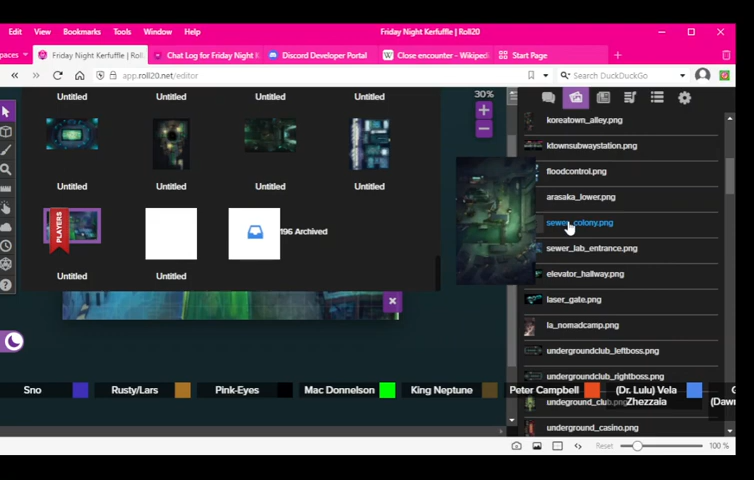 Edit View Bookmarks Tools Window Help Friday Night Kerfuffle | Roll20
paces Friday Night Kerfuffle | Roll20 Chat Log for Friday Night K Discord Developer Portal Close encounter - Wikiped Start Page
app.roll20.net/editor Search DuckDuckGo
Untitled Untitled Untitled Untitled
30%
koreatown_alley.png
ktownsubwaystation.png
floodcontrol.png
Untitled Untitled Untitled Untitled
arasaka_lower.png
PLAYERS
sewer_colony.png
196 Archived
sewer_lab_entrance.png
Untitled Untitled
elevator_hallway.png
laser_gate.png
la_nomadcamp.png
undergroundclub_leftboss.png
undergroundclub_rightboss.png
Sno Rusty/Lars Pink-Eyes Mac Donnelson King Neptune Peter Campbell (Dr. Lulu) Vela Zhezzaia
(Daw
underground_casino.png
Reset 100 %